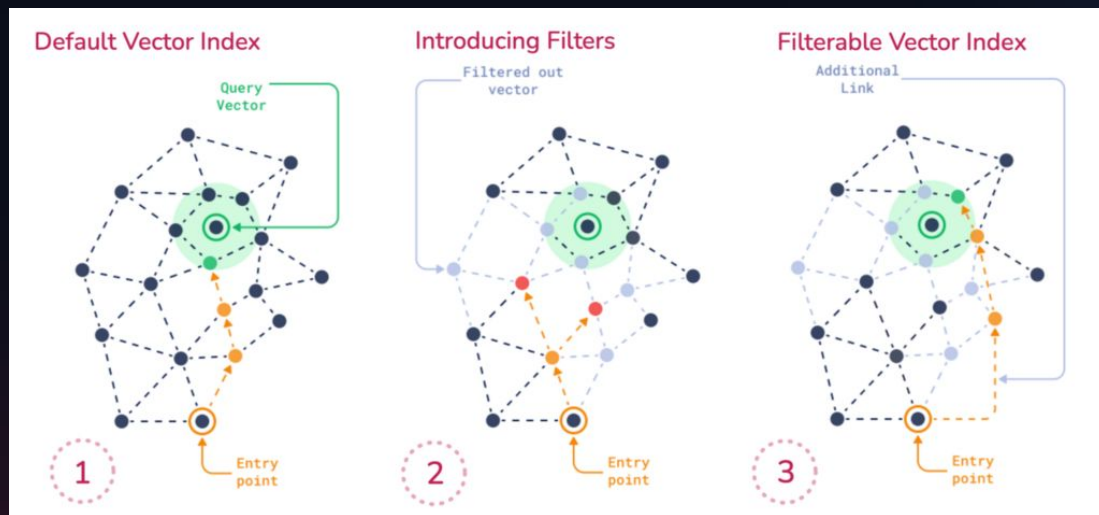 Default Vector Index
Query
Vector
Entry
point
1
Introducing Filters
Filtered out
vector
Entry
point
2
Filterable Vector Index
Additional
Link
Entry
point
3